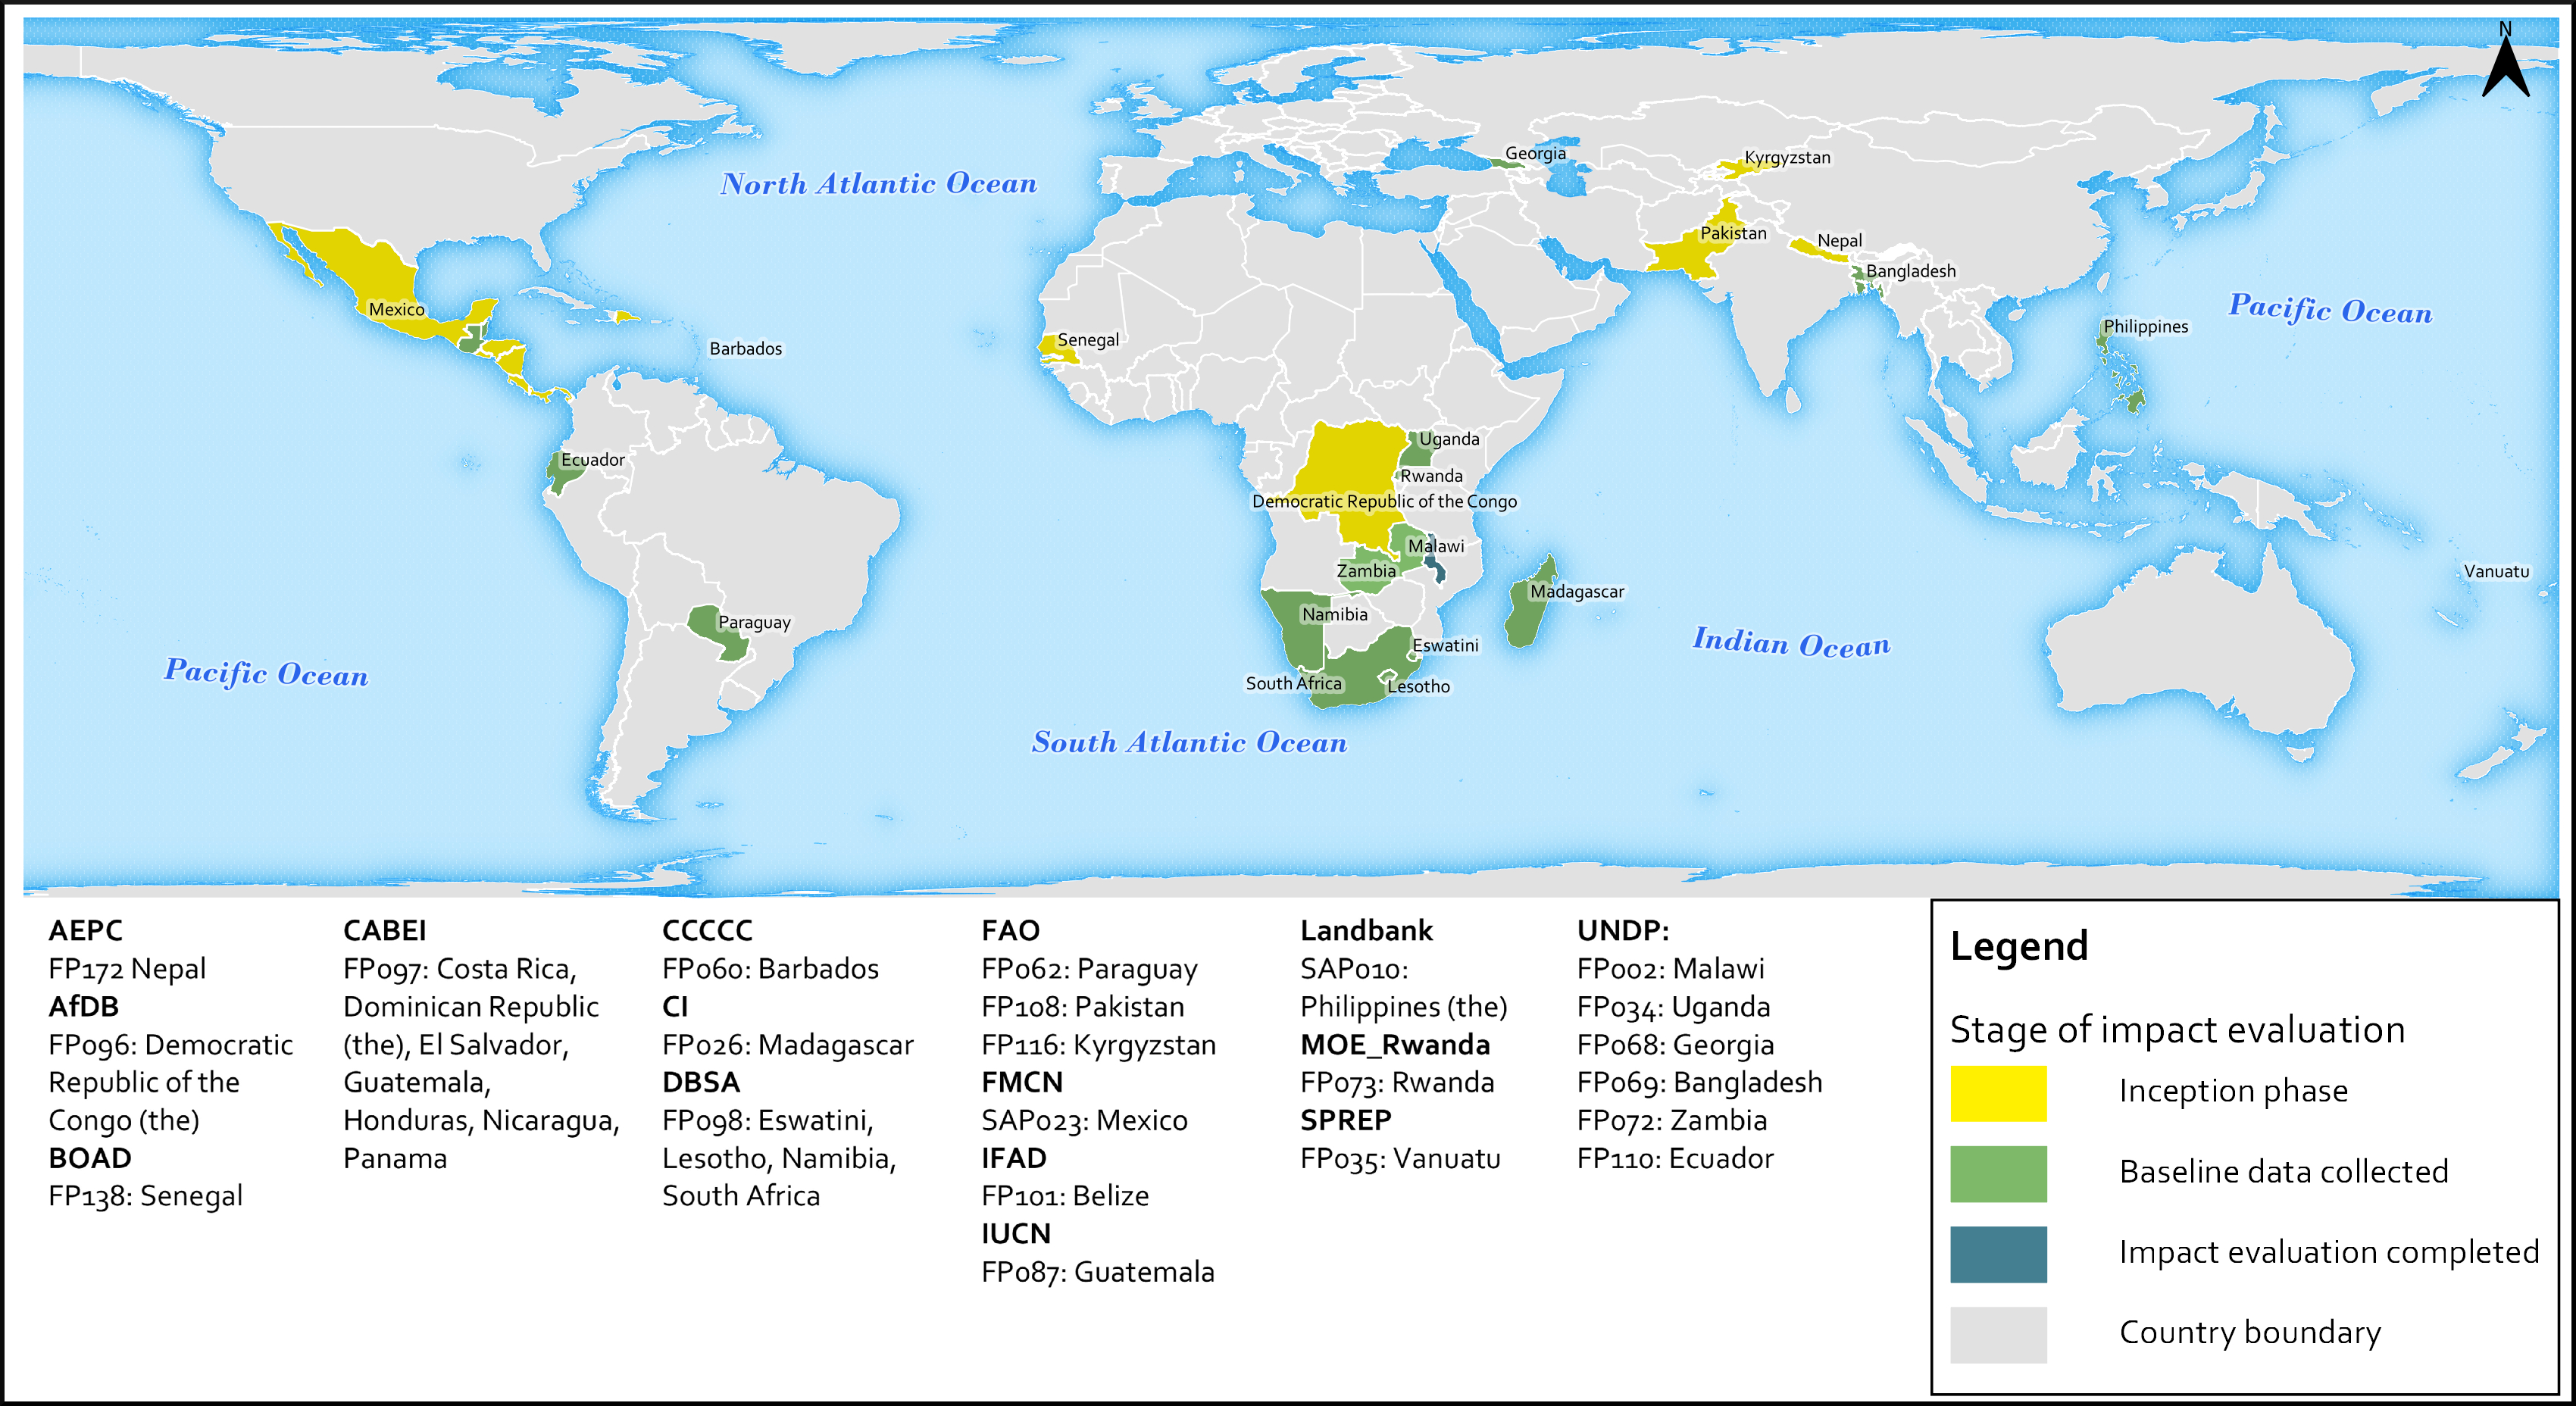 N
Georgia
Kyrgyzstan
North Atlantic Ocean
Pakistan
Nepal
Bangladesh
Mexico
Pacific Ocean
Philippines
Senegal
Barbados
Uganda
Ecuador
Rwanda
Democratic Republic of the Congo
Malawi
Zambia
Vanuatu
Madagascar
Namibia
Paraguay
Indian Ocean
Eswatini
Pacific Ocean
South Africa
Lesotho
South Atlantic Ocean
AEPC
FP172 Nepal
AfDB
FP096: Democratic
Republic of the
Congo (the)
BOAD
FP138: Senegal
CABEI
FP097: Costa Rica,
Dominican Republic
(the), El Salvador,
Guatemala,
Honduras, Nicaragua,
Panama
CCCCC
FP060: Barbados
CI
FP026: Madagascar
DBSA
FP098: Eswatini,
Lesotho, Namibia,
South Africa
FAO
FP062: Paraguay
FP108: Pakistan
FP116: Kyrgyzstan
FMCN
SAP023: Mexico
IFAD
FP101: Belize
IUCN
FP087: Guatemala
Landbank
SAP010:
Philippines (the)
MOE_Rwanda
FP073: Rwanda
SPREP
FP035: Vanuatu
UNDP:
FP002: Malawi
FP034: Uganda
FP068: Georgia
FP069: Bangladesh
FP072: Zambia
FP110: Ecuador
Legend
Stage of impact evaluation
Inception phase
Baseline data collected
Impact evaluation completed
Country boundary